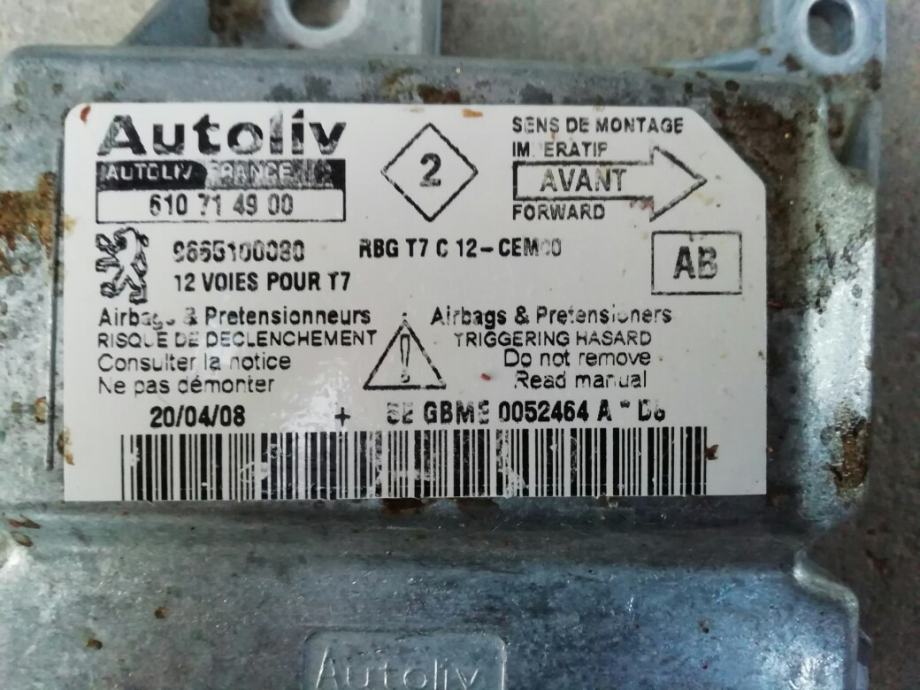 Autoliv
AUTOLIV FRANCE
610 71 49 00
2
SENS DE MONTAGE
IMPERATIF
AVANT
FORWARD
9665100080 RBG T7 C 12-CEM
12 VOIES POUR T7
AB
Airbags & Pretensionneurs
RISQUE DE DECLENCHEMENT
Consulter la notice
Ne pas démonter
!
Airbags & Pretensioners
TRIGGERING HASARD
Do not remove
Read manual
20/04/08 + 0052464 A
Autoliv